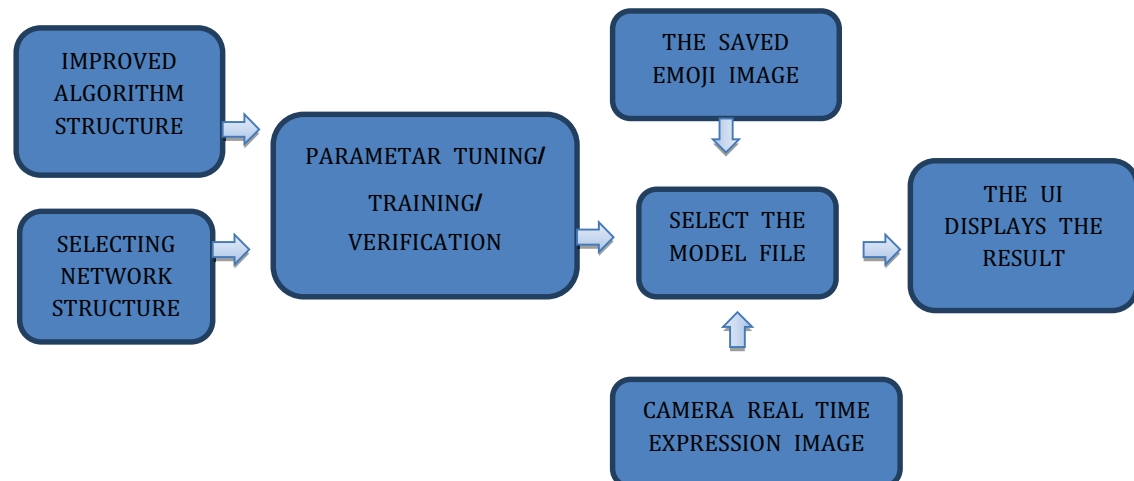 IMPROVED
ALGORITHM
STRUCTURE
SELECTING
NETWORK
STRUCTURE
PARAMETAR TUNING/
TRAINING/
VERIFICATION
THE SAVED
EMOJI IMAGE
SELECT THE
MODEL FILE
CAMERA REAL TIME
EXPRESSION IMAGE
THE UI
DISPLAYS THE
RESULT